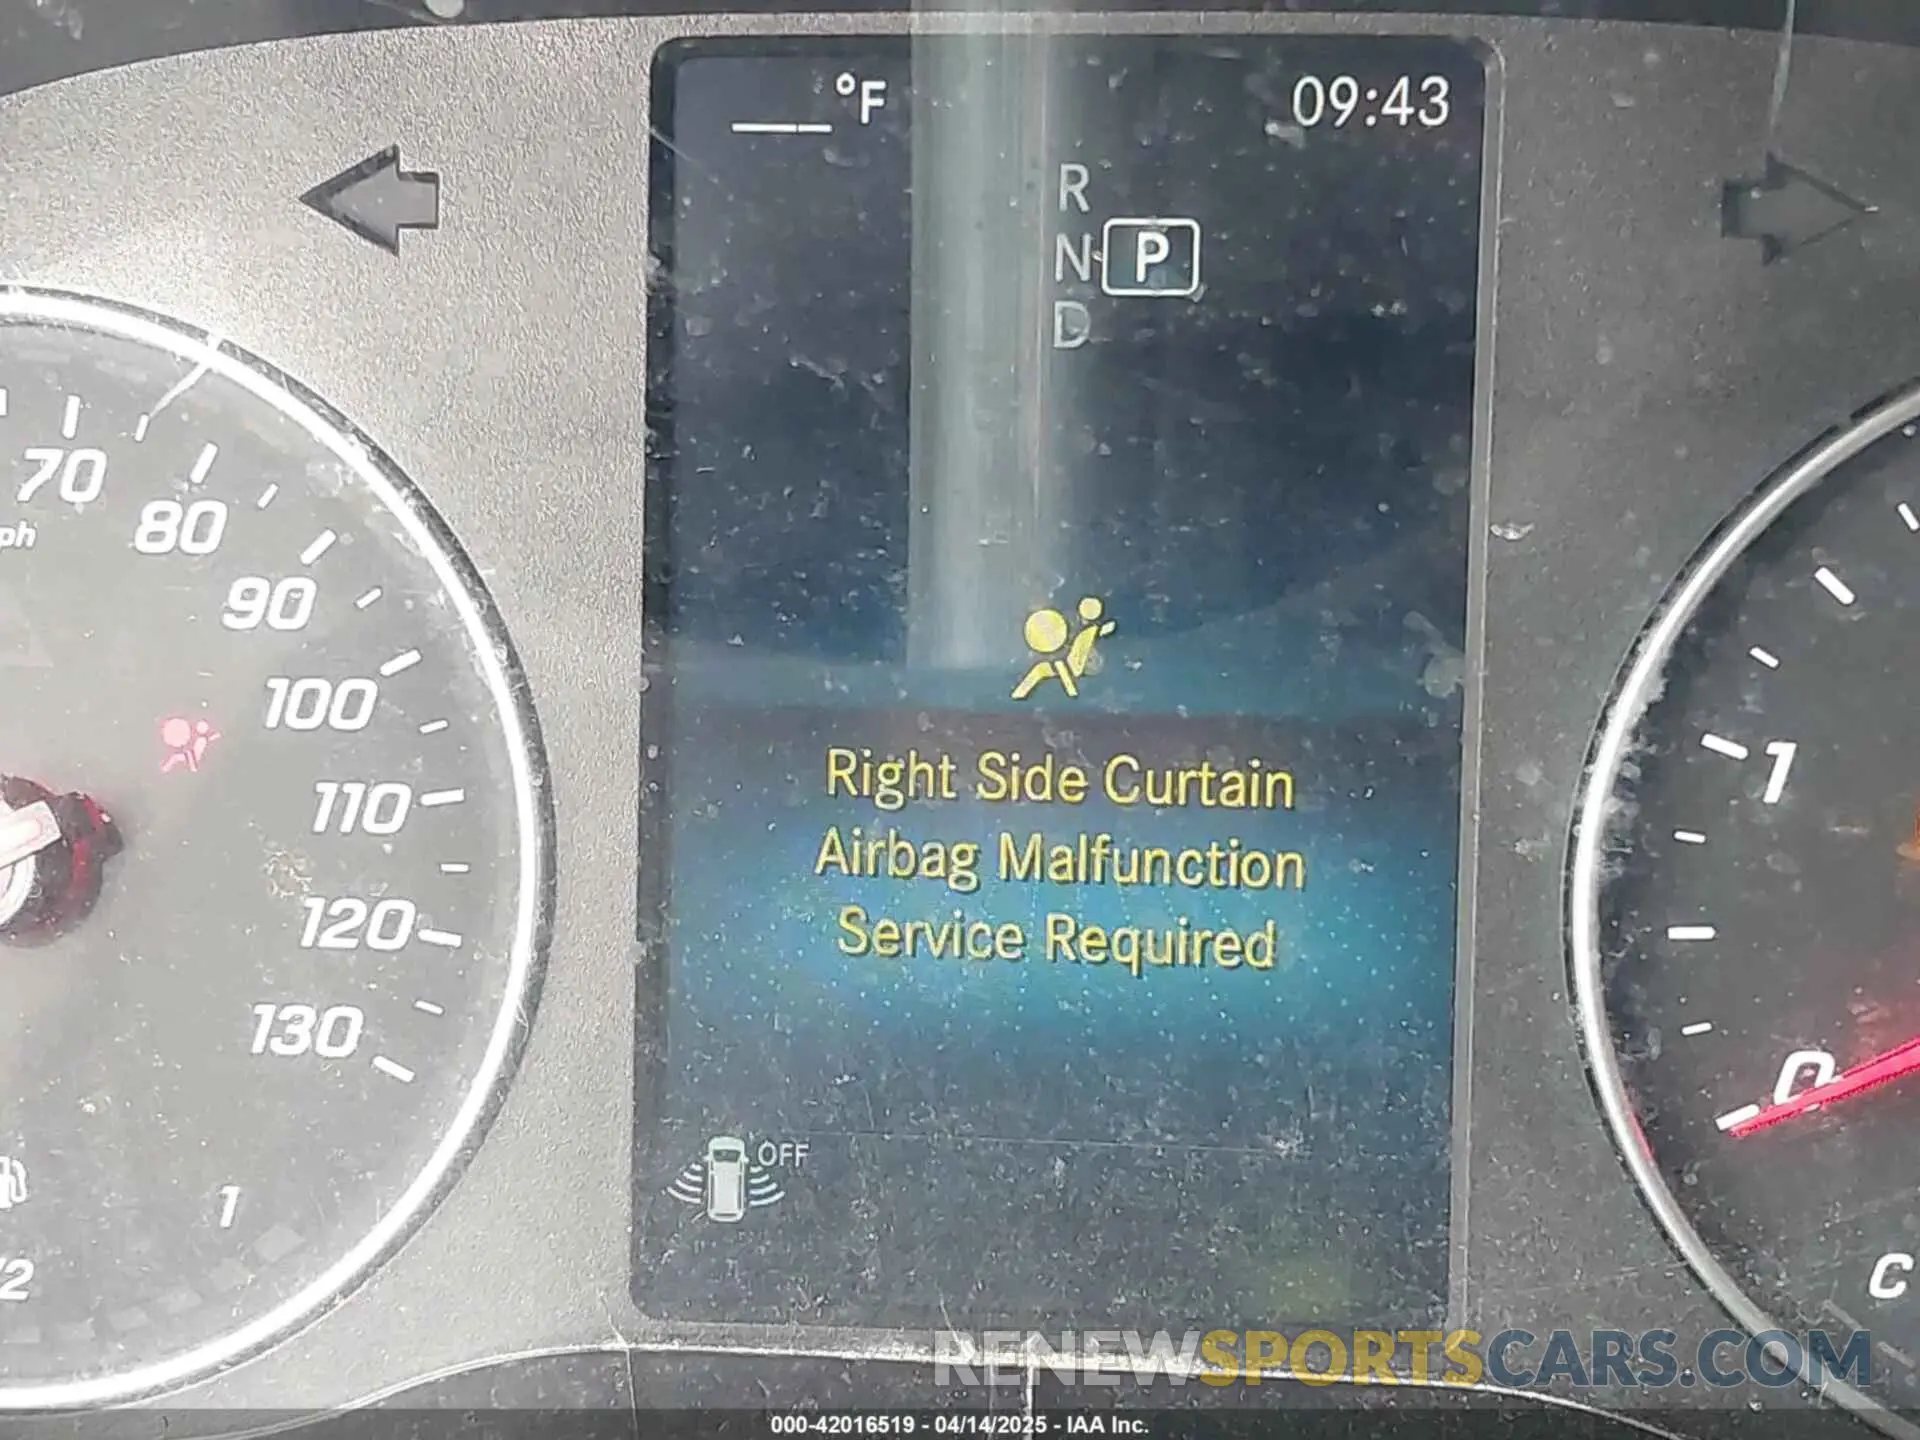 °F
09:43
R
N P
D
70
80
90
100
110
120
130
Right Side Curtain
Airbag Malfunction
Service Required
OFF
1
1
0
C
RENEWSPORTSCARS.COM
000-42016519 - 04/14/2025 - IAA Inc.